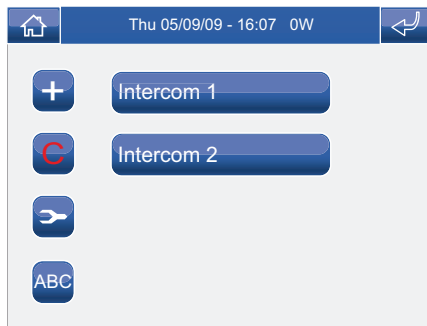 Thu 05/09/09 - 16:07 0W
+
Intercom 1
C
Intercom 2
ABC